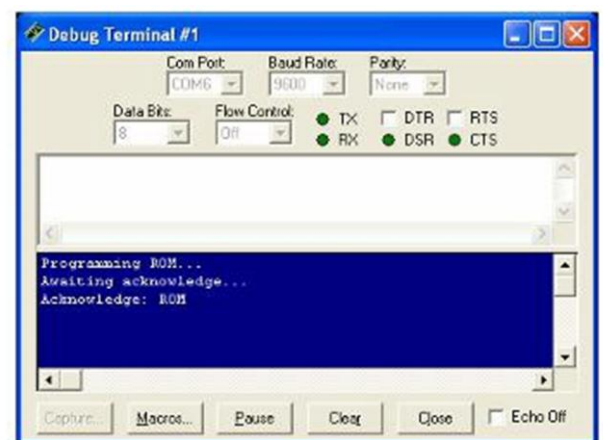 Debug Terminal #1
Com Port: Baud Rate: Parity:
COM6 9600 None
Data Bits: Flow Control: TX DTR RTS
8 Off RX DSR CTS
Programming ROM...
Awaiting acknowledge...
Acknowledge: ROM
Capture... Macros... Pause Clear Close Echo Off